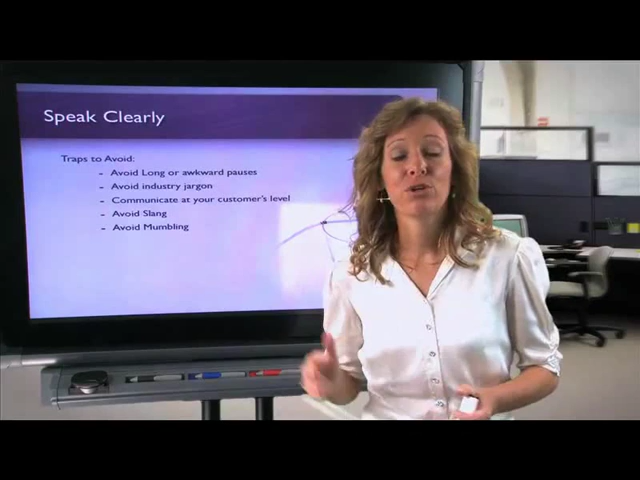 Speak Clearly
Traps to Avoid:
- Avoid Long or awkward pauses
- Avoid industry jargon
- Communicate at your customer's level
- Avoid Slang
- Avoid Mumbling